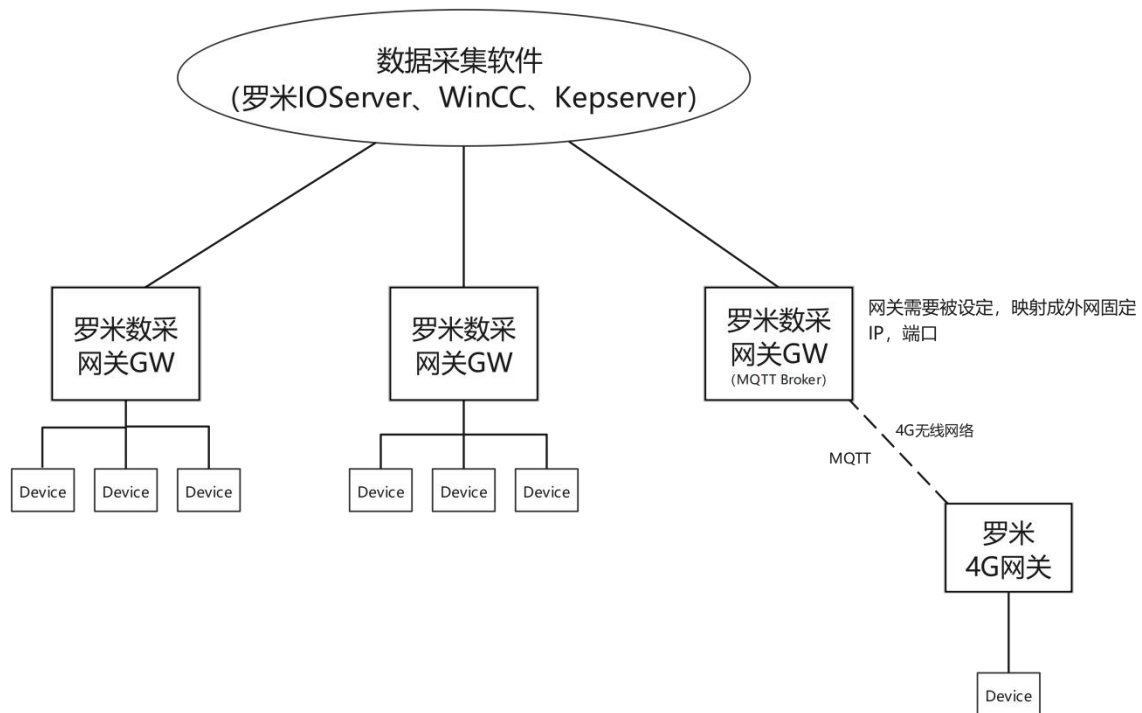 数据采集软件
（罗米IOServer、WinCC、Kepserver）
罗米数采
网关GW
罗米数采
网关GW
罗米数采
网关GW
（MQTT Broker）
网关需要被设定，映射成外网固定
IP，端口
4G无线网络
MQTT
Device
Device
Device
Device
Device
Device
罗米
4G网关
Device